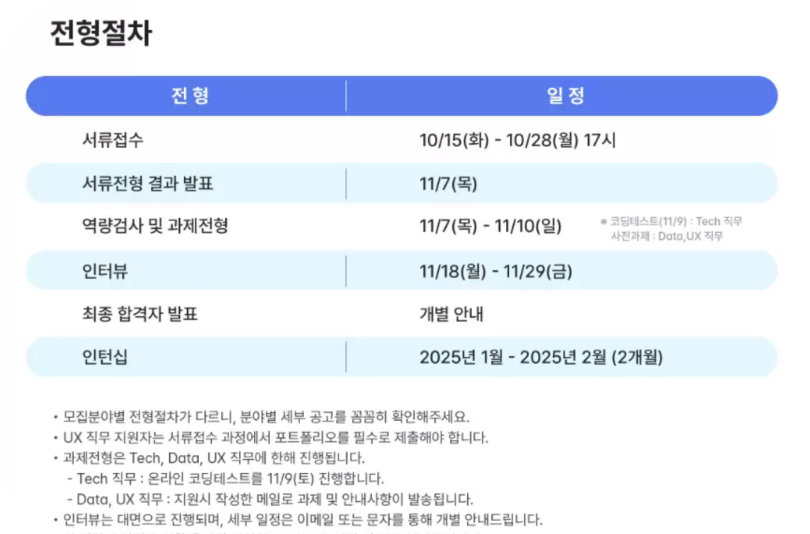 전형절차
전 형 일 정
서류접수 10/15(화) - 10/28(월) 17시
서류전형 결과 발표 11/7(목)
역량검사 및 과제전형 11/7(목) - 11/10(일) ※ 코딩테스트(11/9) : Tech 직무
사전과제 : Data,UX 직무
인터뷰 11/18(월) - 11/29(금)
최종 합격자 발표 개별 안내
인턴십 2025년 1월 - 2025년 2월 (2개월)
• 모집분야별 전형절차가 다르니, 분야별 세부 공고를 꼼꼼히 확인해주세요.
• UX 직무 지원자는 서류접수 과정에서 포트폴리오를 필수로 제출해야 합니다.
• 과제전형은 Tech, Data, UX 직무에 한해 진행됩니다.
- Tech 직무 : 온라인 코딩테스트를 11/9(토) 진행합니다.
- Data, UX 직무 : 지원시 작성한 메일로 과제 및 안내사항이 발송됩니다.
• 인터뷰는 대면으로 진행되며, 세부 일정은 이메일 또는 문자를 통해 개별 안내드립니다.